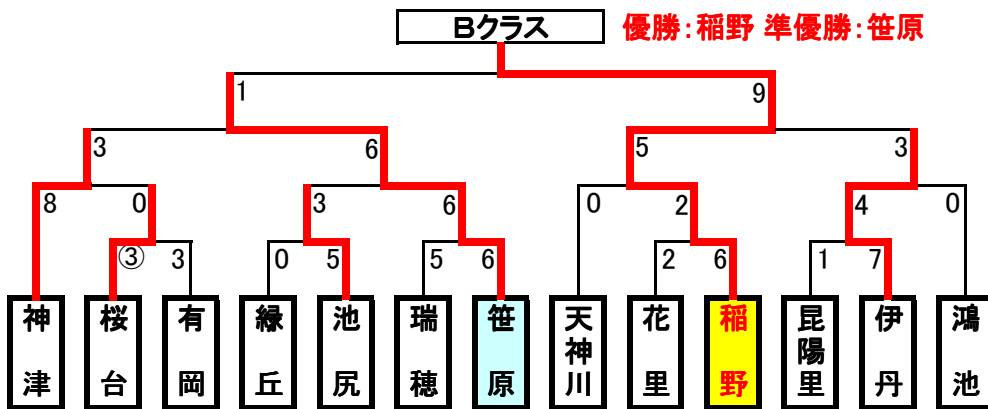 Bクラス
優勝：稲野 準優勝：笹原
1 9
3 6 5 3
8 0 3 6 0 2 4 0
③ 3 0 5 5 6 2 6 1 7
神津 桜台 有岡 緑丘 池尻 瑞穂 笹原 天神川 花里 稲野 昆陽里 伊丹 鴻池